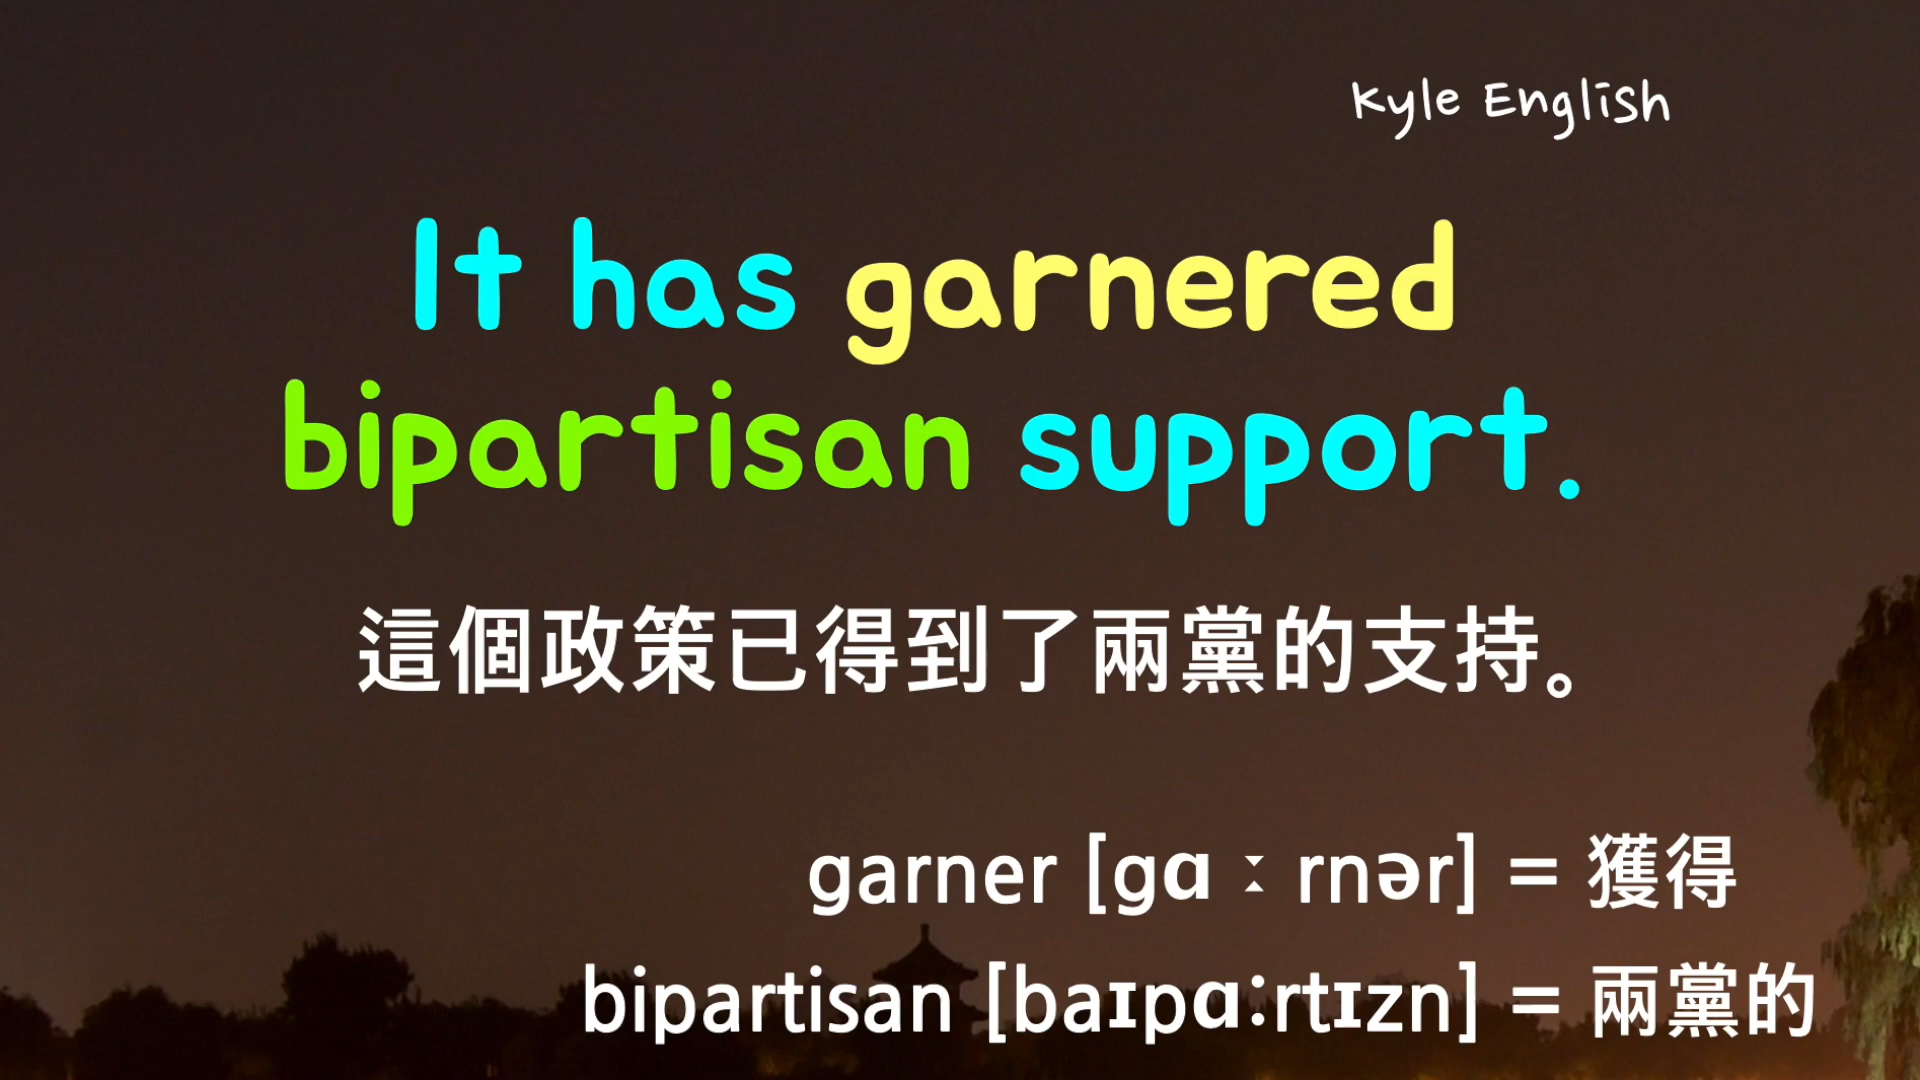 Kyle English
It has garnered
bipartisan support.
這個政策已得到了兩黨的支持。
garner [gɑːrnər] = 獲得
bipartisan [baɪpɑːrtɪzn] = 兩黨的